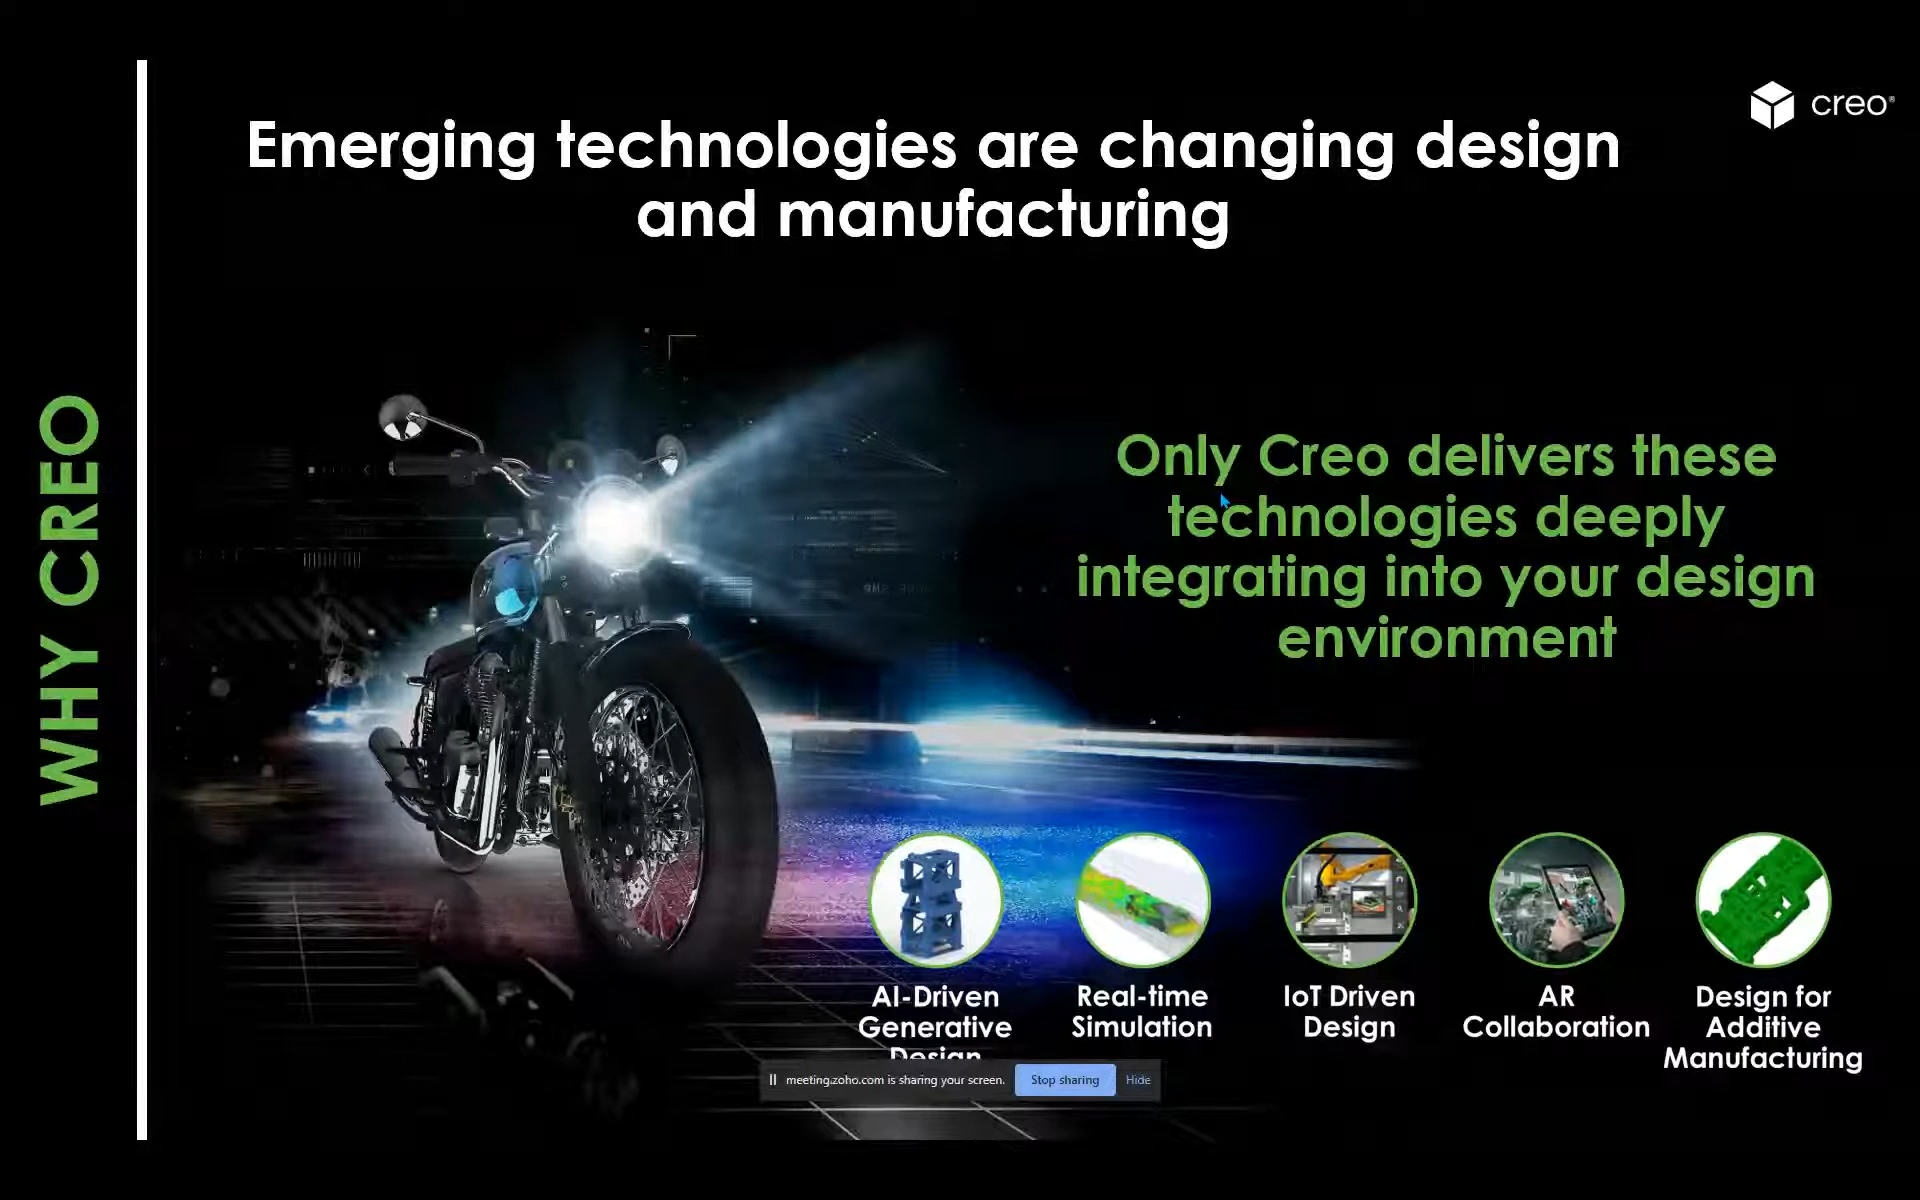 creo®
Emerging technologies are changing design
and manufacturing
WHY CREO
Only Creo delivers these
technologies deeply
integrating into your design
environment
AI-Driven
Generative
Design
Real-time
Simulation
IoT Driven
Design
AR
Collaboration
Design for
Additive
Manufacturing
meeting.zoho.com is sharing your screen.
Stop sharing
Hide